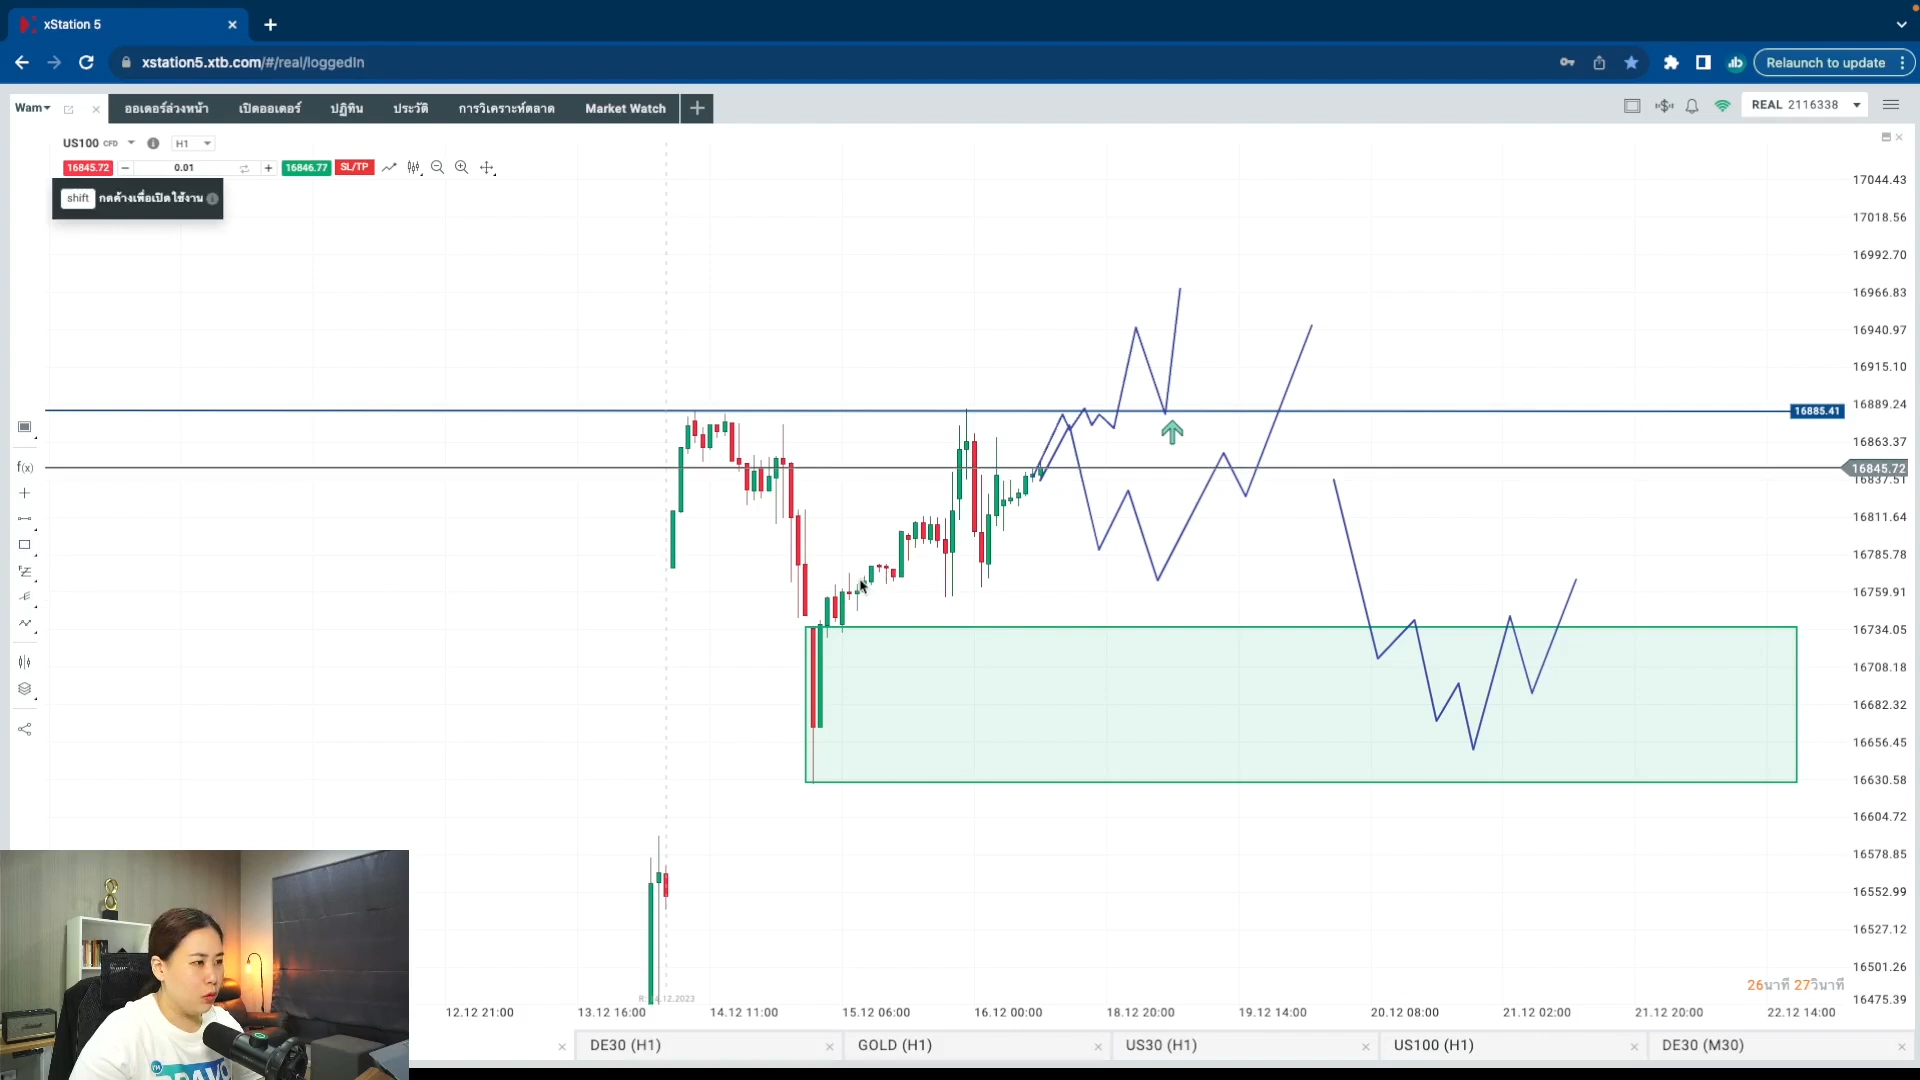 xStation 5
xstation5.xtb.com/#/real/loggedIn
Relaunch to update
Wam
ออเดอร์ล่วงหน้า
เปิดออเดอร์
ปฏิทิน
ประวัติ
การวิเคราะห์ตลาด
Market Watch
REAL 2116338
US100 CFD
H1
16845.72
0.01
16846.77
SL/TP
shift กดค้างเพื่อเปิดใช้งาน
17044.43
17018.56
16992.70
16966.83
16940.97
16915.10
16889.24
16885.41
16863.37
16845.72
16837.51
16811.64
16785.78
16759.91
16734.05
16708.18
16682.32
16656.45
16630.58
16604.72
16578.85
16552.99
16527.12
16501.26
16475.39
f(x)
26นาที 27วินาที
12.12 21:00
13.12 16:00
14.12 11:00
15.12 06:00
16.12 00:00
18.12 20:00
19.12 14:00
20.12 08:00
21.12 02:00
21.12 20:00
22.12 14:00
DE30 (H1)
GOLD (H1)
US30 (H1)
US100 (H1)
DE30 (M30)